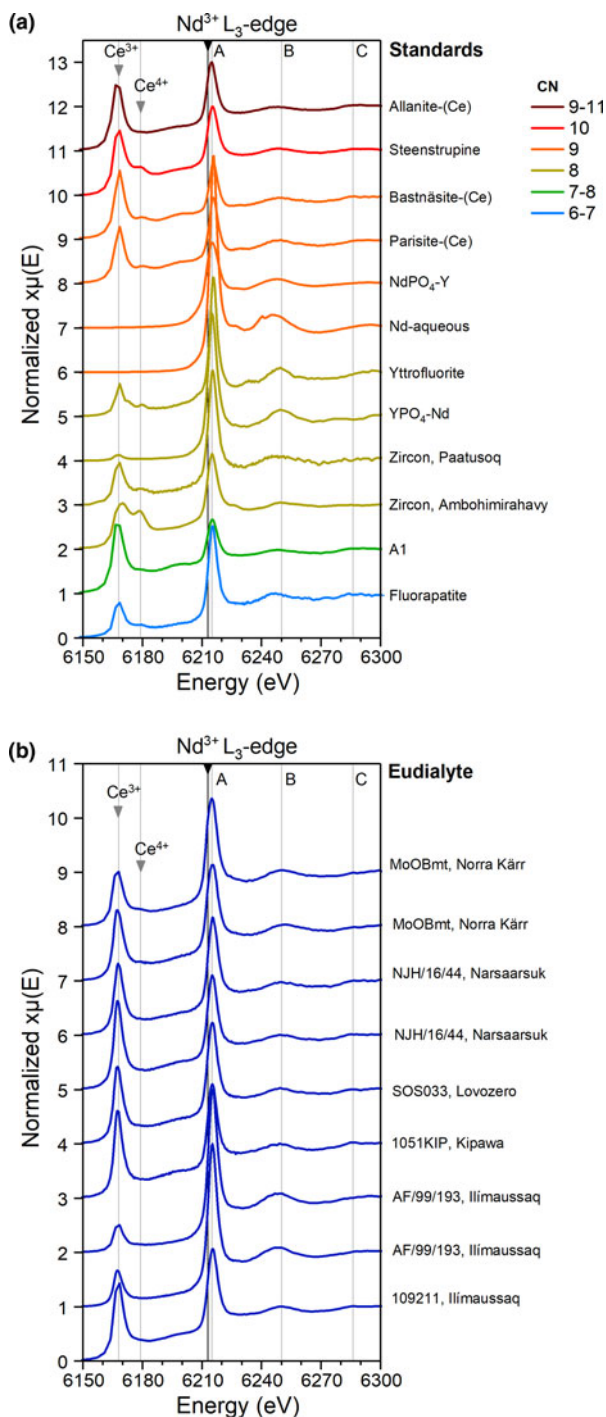 (a)
Nd³⁺ L₃-edge
Standards
Ce³⁺
Ce⁴⁺
A
B
C
CN
9-11
10
9
8
7-8
6-7
13
12
11
10
9
8
7
6
5
4
3
2
1
0
Normalized xµ(E)
Allanite-(Ce)
Steenstrupine
Bastnäsite-(Ce)
Parisite-(Ce)
NdPO₄-Y
Nd-aqueous
Yttrofluorite
YPO₄-Nd
Zircon, Paatusoq
Zircon, Ambohimirahavy
A1
Fluorapatite
6150 6180 6210 6240 6270 6300
Energy (eV)
(b)
Nd³⁺ L₃-edge
Eudialyte
Ce³⁺
Ce⁴⁺
A
B
C
11
10
9
8
7
6
5
4
3
2
1
0
Normalized xµ(E)
MoOBmt, Norra Kärr
MoOBmt, Norra Kärr
NJH/16/44, Narsaarsuk
NJH/16/44, Narsaarsuk
SOS033, Lovozero
1051KIP, Kipawa
AF/99/193, Ilímaussaq
AF/99/193, Ilímaussaq
109211, Ilímaussaq
6150 6180 6210 6240 6270 6300
Energy (eV)